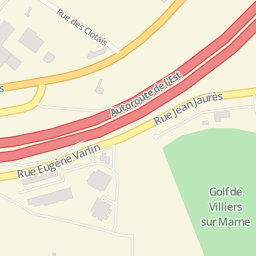 Rue des Clotais
Autoroute de l'Est
Rue Jean Jaurès
Rue Eugène Varlin
Golf de
Villiers
sur Marne